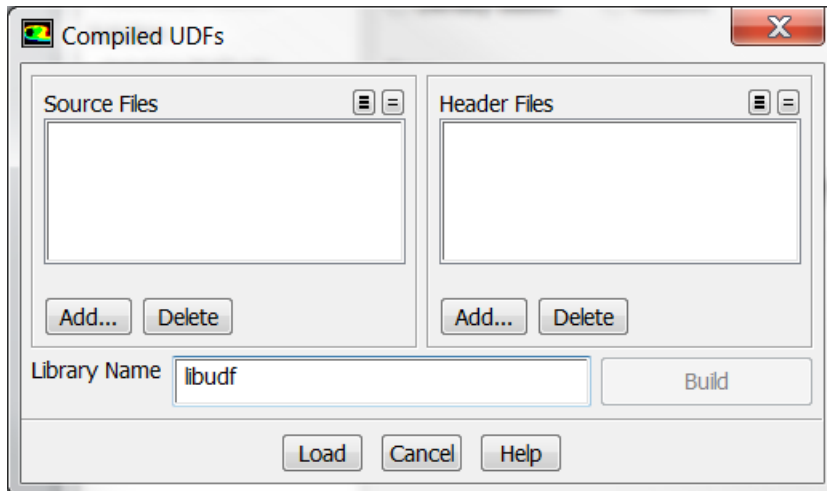 Compiled UDFs
Source Files
Header Files
Add... Delete
Add... Delete
Library Name libudf Build
Load Cancel Help